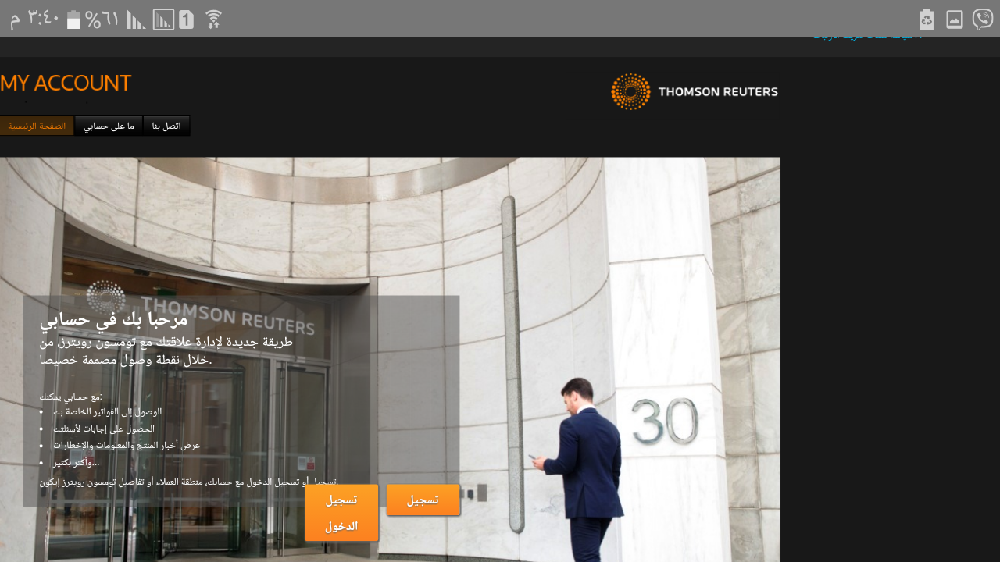 م ٣:٤٠ %٦١ 1
MY ACCOUNT
THOMSON REUTERS
الصفحة الرئيسية
ما على حسابي
اتصل بنا
THOMSON REUTERS
مرحبا بك في حسابي
طريقة جديدة لإدارة علاقتك مع تومسون رويترز، من
خلال نقطة وصول مصممة خصيصا.
مع حسابي يمكنك:
الوصول إلى الفواتير الخاصة بك
الحصول على إجابات لأسئلتك
عرض أخبار المنتج والمعلومات والإخطارات
وأكثر بكثير...
تسجيل أو تسجيل الدخول مع حسابك، منطقة العملاء أو تفاصيل تومسون رويترز إيكون.
تسجيل
الدخول
تسجيل
30